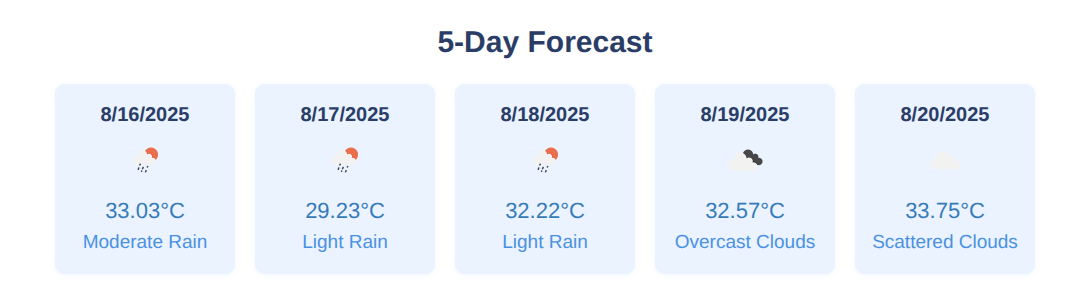 5-Day Forecast
8/16/2025
33.03°C
Moderate Rain
8/17/2025
29.23°C
Light Rain
8/18/2025
32.22°C
Light Rain
8/19/2025
32.57°C
Overcast Clouds
8/20/2025
33.75°C
Scattered Clouds